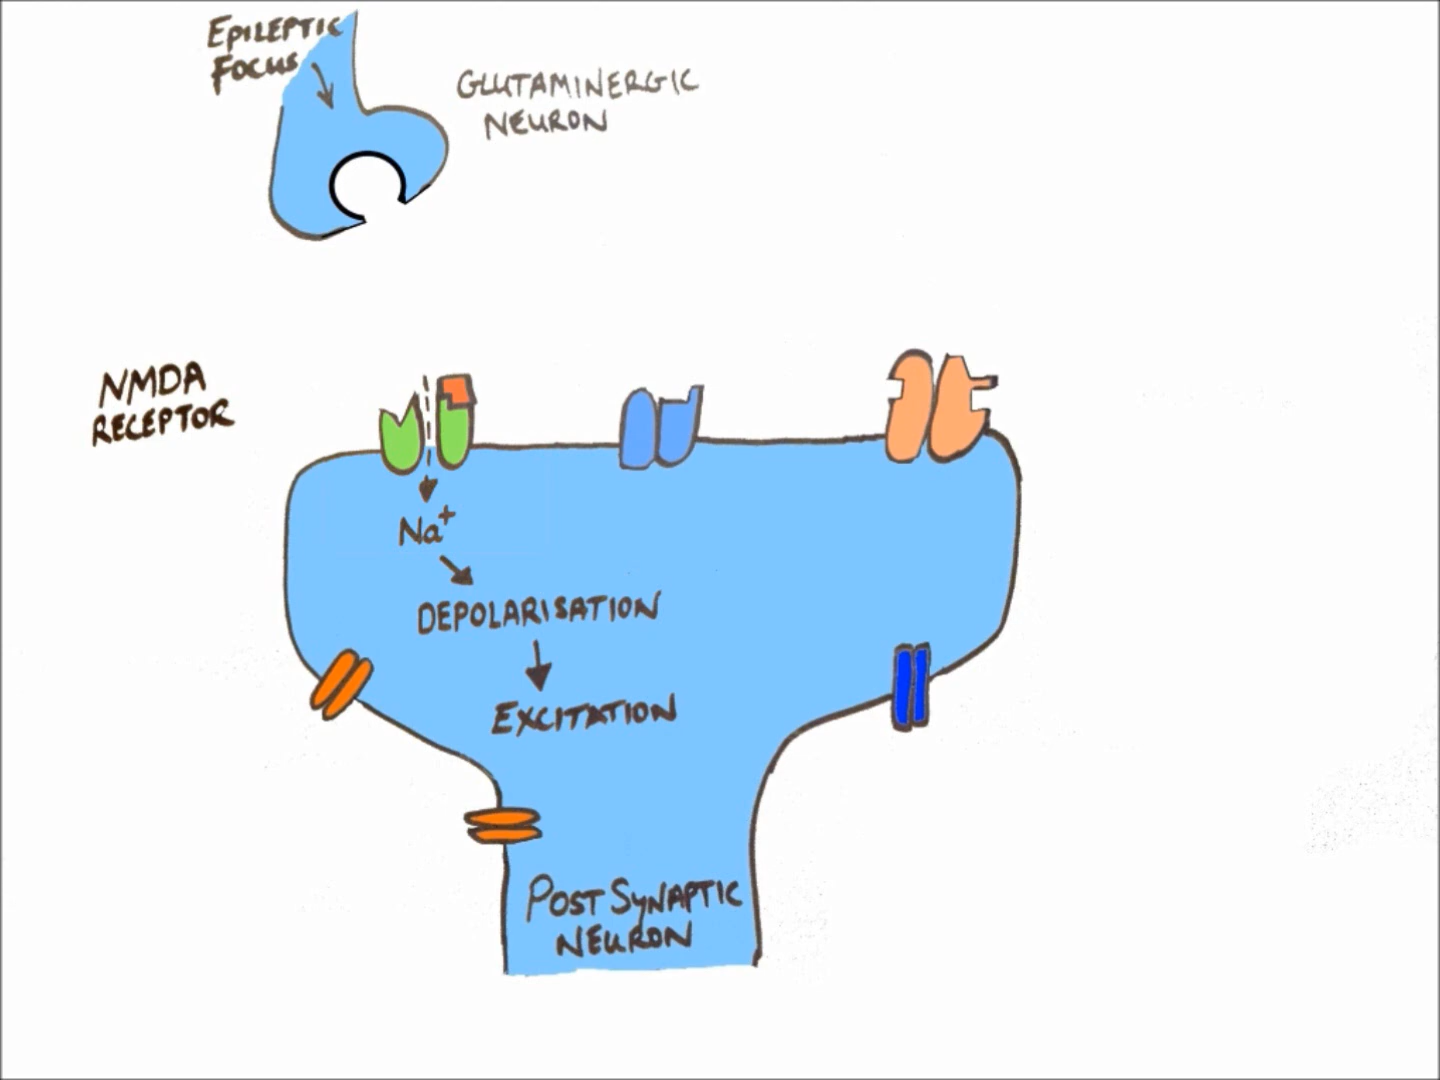 EPILEPTIC
FOCUS
GLUTAMINERGIC
NEURON
NMDA
RECEPTOR
Na+
DEPOLARISATION
EXCITATION
POST SYNAPTIC
NEURON